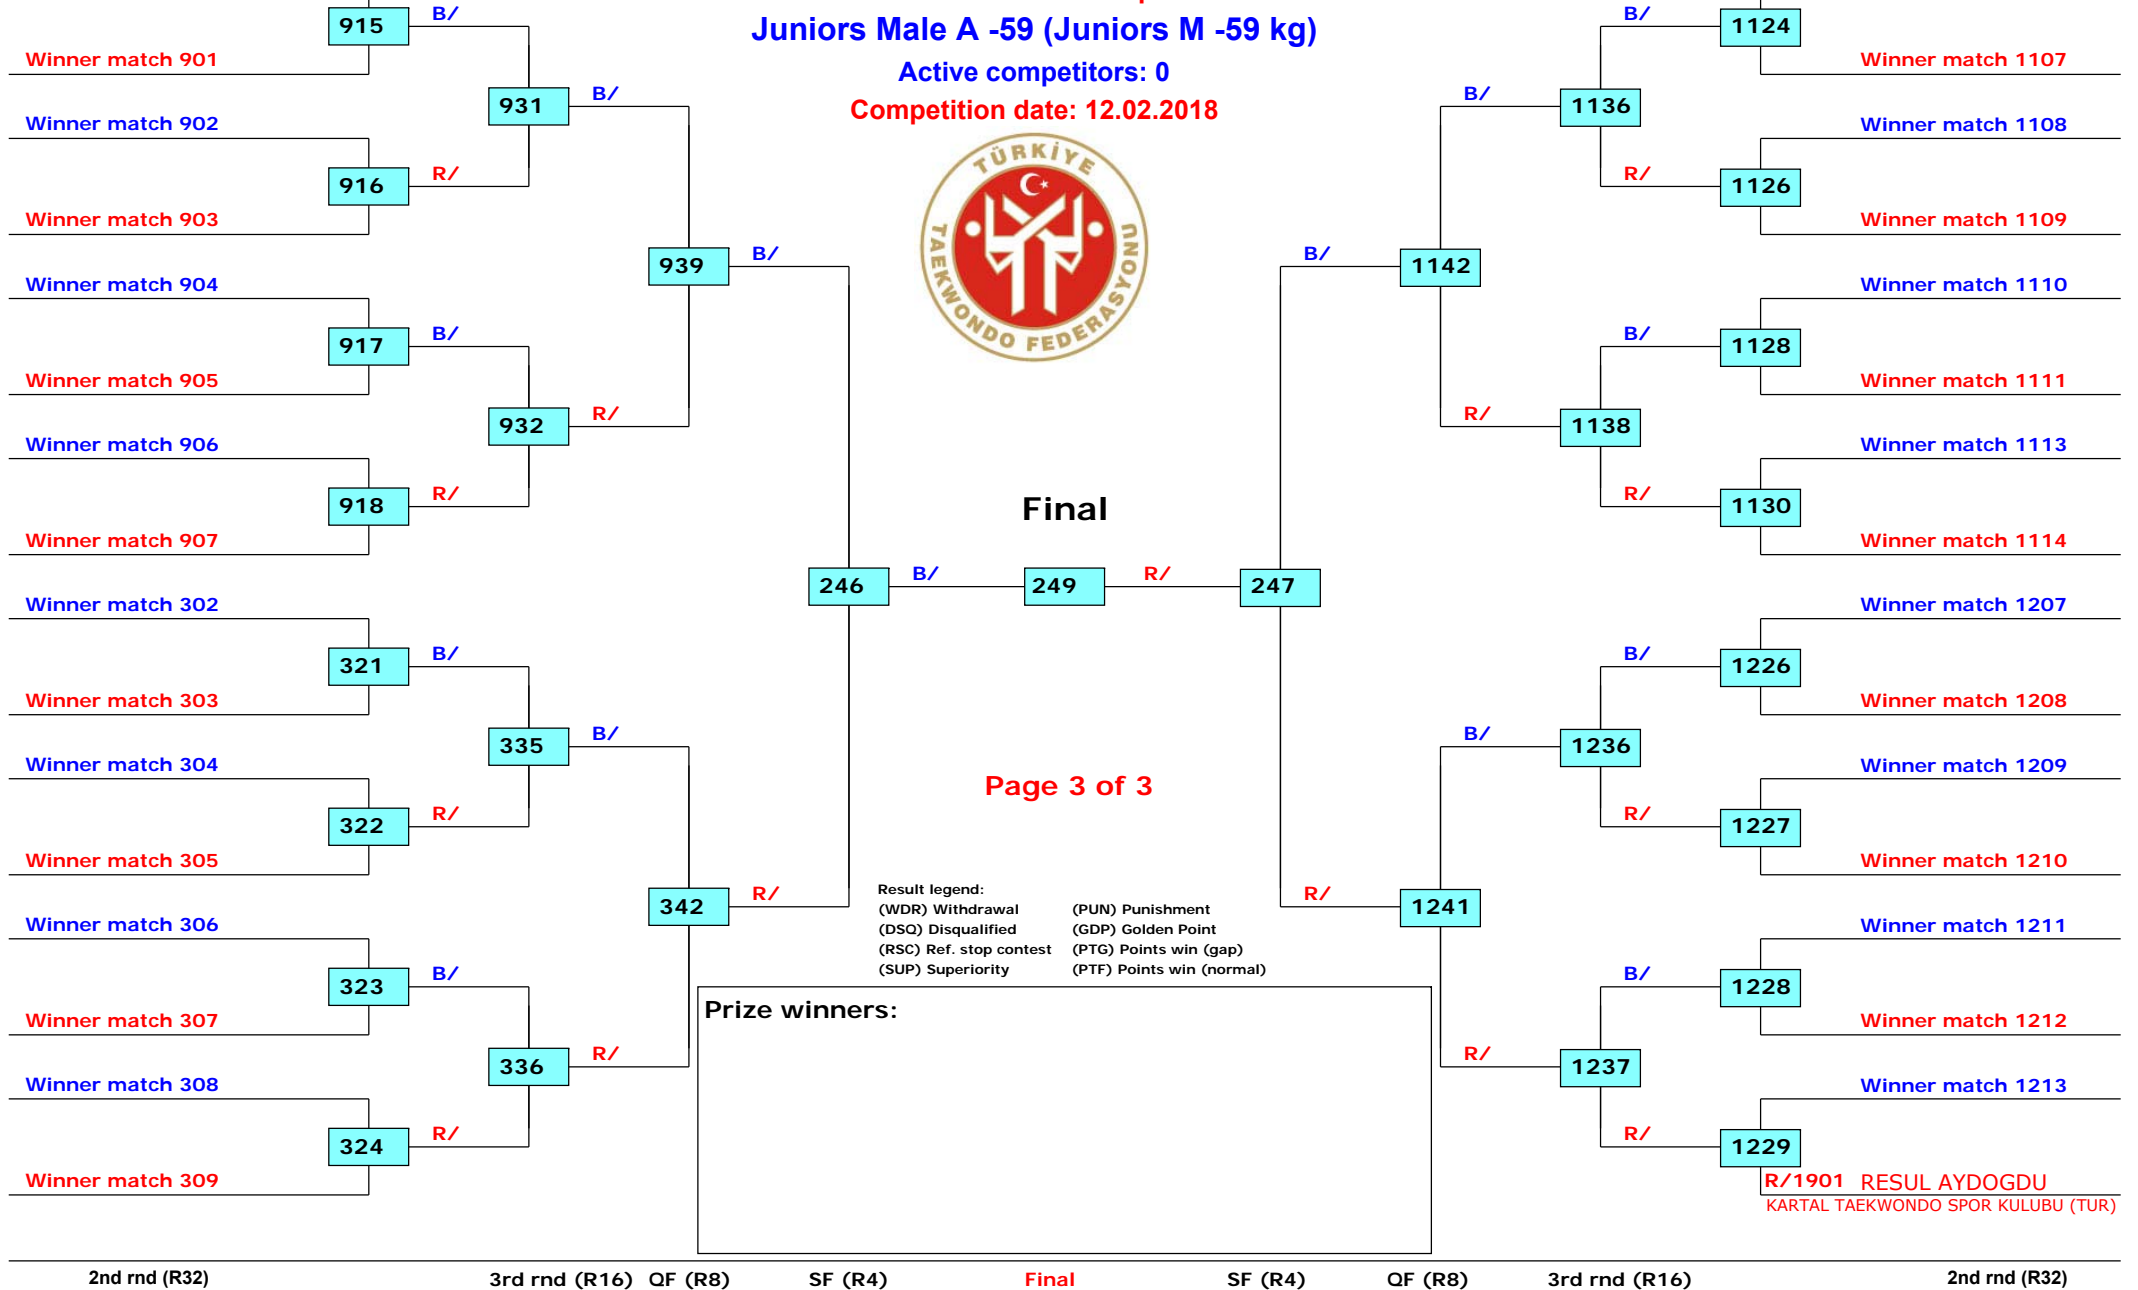 Juniors Male A -59 (Juniors M -59 kg)
Active competitors: 0
Competition date: 12.02.2018
TÜRKİYE
TAEKWONDO FEDERASYONU
915
B/
Winner match 901
931
B/
Winner match 902
916
R/
Winner match 903
939
B/
Winner match 904
917
B/
Winner match 905
932
R/
Winner match 906
918
R/
Winner match 907
Final
246
B/
249
R/
247
Winner match 302
321
B/
Winner match 303
335
B/
Winner match 304
322
R/
Winner match 305
342
R/
Winner match 306
323
B/
Winner match 307
336
R/
Winner match 308
324
R/
Winner match 309
B/
1124
Winner match 1107
B/
1136
Winner match 1108
R/
1126
Winner match 1109
B/
1142
Winner match 1110
B/
1128
Winner match 1111
R/
1138
Winner match 1113
R/
1130
Winner match 1114
Winner match 1207
B/
1226
Winner match 1208
B/
1236
Winner match 1209
R/
1227
Winner match 1210
R/
1241
Winner match 1211
B/
1228
Winner match 1212
R/
1237
Winner match 1213
R/
1229
R/1901 RESUL AYDOGDU
KARTAL TAEKWONDO SPOR KULUBU (TUR)
Page 3 of 3
Result legend:
(WDR) Withdrawal (PUN) Punishment
(DSQ) Disqualified (GDP) Golden Point
(RSC) Ref. stop contest (PTG) Points win (gap)
(SUP) Superiority (PTF) Points win (normal)
Prize winners:
2nd rnd (R32) 3rd rnd (R16) QF (R8) SF (R4) Final SF (R4) QF (R8) 3rd rnd (R16) 2nd rnd (R32)